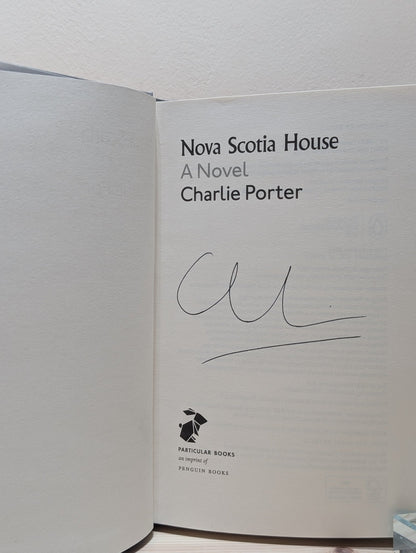 Nova Scotia House
A Novel
Charlie Porter
PARTICULAR BOOKS
an imprint of
PENGUIN BOOKS